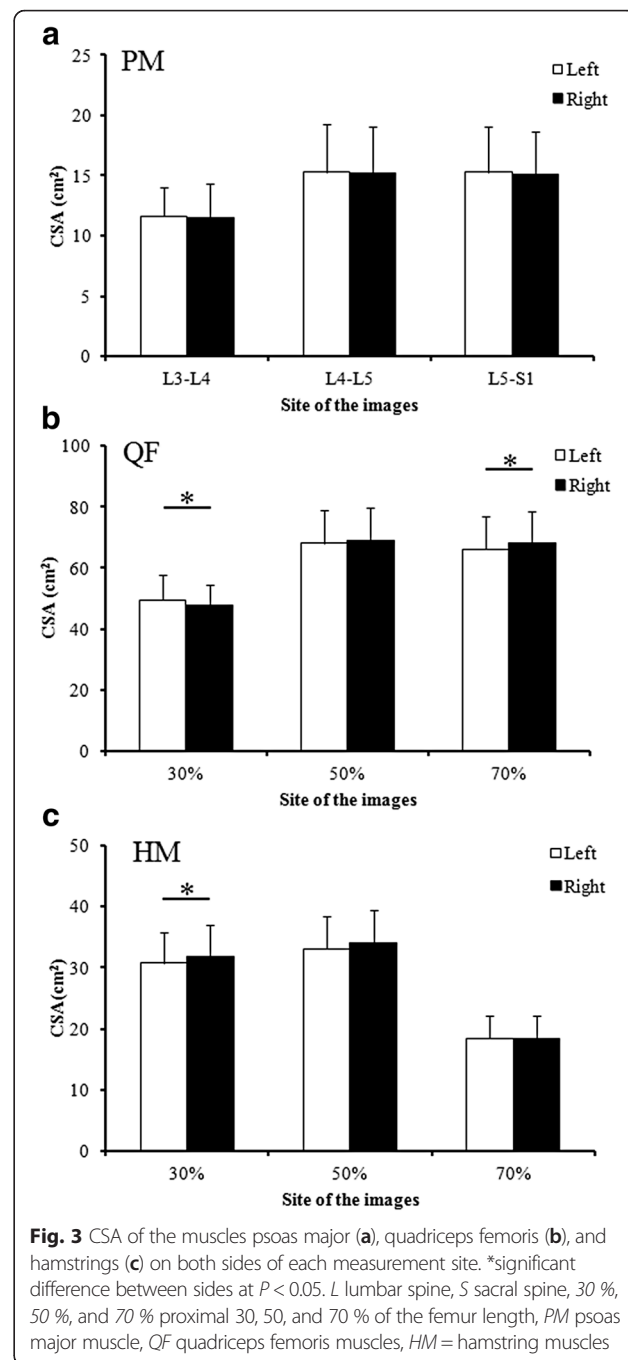 a
PM
Left
Right
25
20
15
10
5
0
CSA (cm²)
L3-L4 L4-L5 L5-S1
Site of the images
b
QF
Left
Right
100
80
60
40
20
0
CSA (cm²)
*
*
30% 50% 70%
Site of the images
c
HM
Left
Right
50
40
30
20
10
0
CSA(cm²)
*
30% 50% 70%
Site of the images
Fig. 3 CSA of the muscles psoas major (a), quadriceps femoris (b), and
hamstrings (c) on both sides of each measurement site. *significant
difference between sides at P < 0.05. L lumbar spine, S sacral spine, 30 %,
50 %, and 70 % proximal 30, 50, and 70 % of the femur length, PM psoas
major muscle, QF quadriceps femoris muscles, HM = hamstring muscles